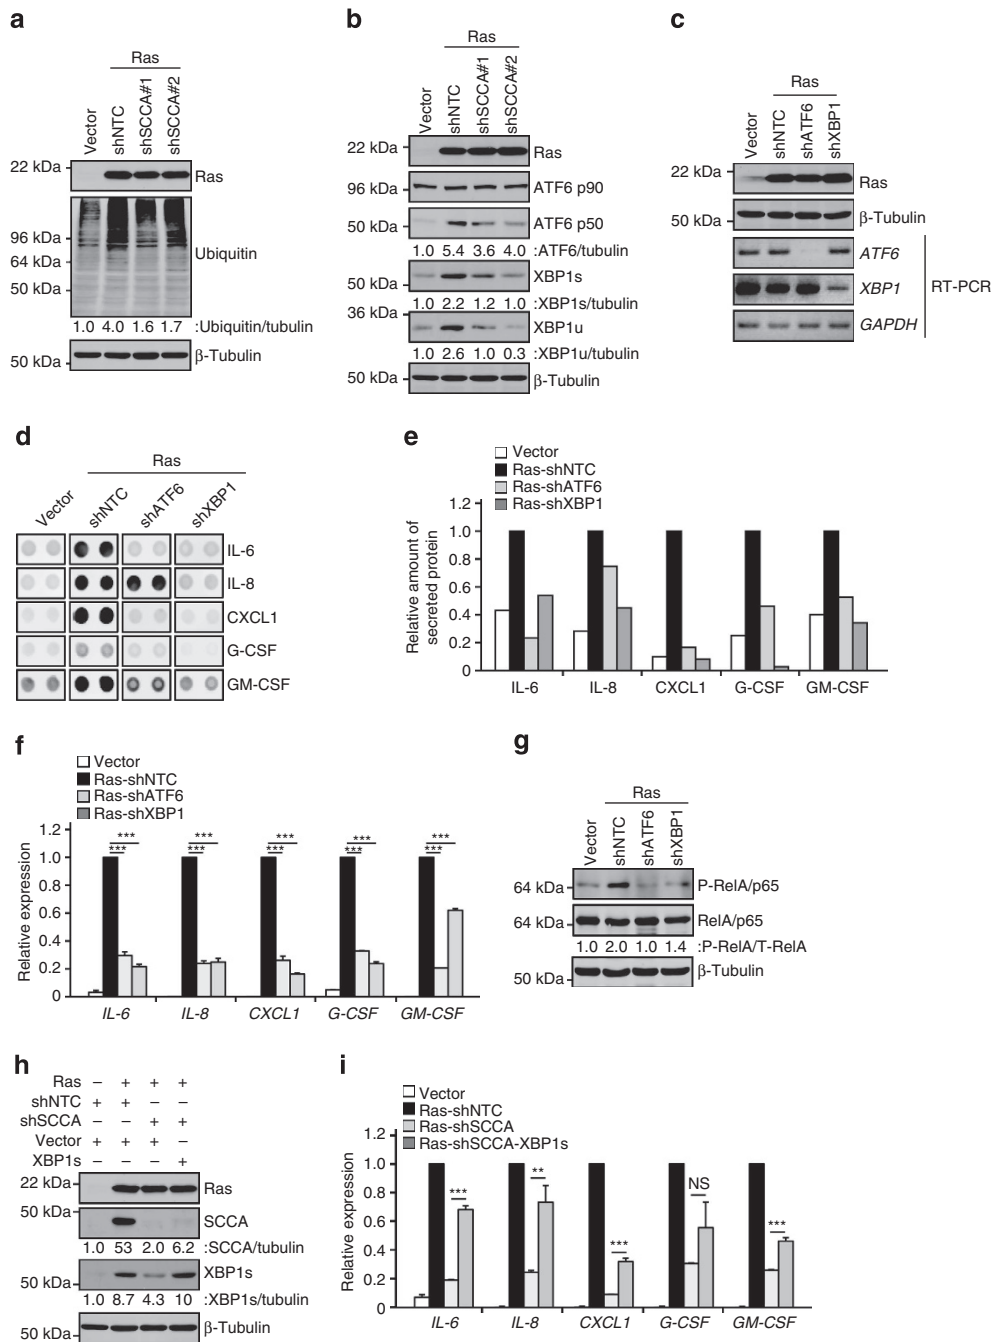 a
Ras
Vector
shNTC
shSCCA#1
shSCCA#2
22 kDa
Ras
96 kDa
64 kDa
50 kDa
Ubiquitin
1.0 4.0 1.6 1.7 :Ubiquitin/tubulin
50 kDa
β-Tubulin
b
Ras
Vector
shNTC
shSCCA#1
shSCCA#2
22 kDa
Ras
96 kDa
ATF6 p90
50 kDa
ATF6 p50
1.0 5.4 3.6 4.0 :ATF6/tubulin
50 kDa
XBP1s
1.0 2.2 1.2 1.0 :XBP1s/tubulin
36 kDa
XBP1u
1.0 2.6 1.0 0.3 :XBP1u/tubulin
50 kDa
β-Tubulin
c
Ras
Vector
shNTC
shATF6
shXBP1
22 kDa
Ras
50 kDa
β-Tubulin
ATF6
XBP1
GAPDH
RT-PCR
d
Ras
Vector
shNTC
shATF6
shXBP1
IL-6
IL-8
CXCL1
G-CSF
GM-CSF
e
Vector
Ras-shNTC
Ras-shATF6
Ras-shXBP1
Relative amount of
secreted protein
1.2
1.0
0.8
0.6
0.4
0.2
0
IL-6 IL-8 CXCL1 G-CSF GM-CSF
f
Vector
Ras-shNTC
Ras-shATF6
Ras-shXBP1
Relative expression
1.2
1.0
0.8
0.6
0.4
0.2
0
*** *** *** *** ***
*** *** *** *** ***
IL-6 IL-8 CXCL1 G-CSF GM-CSF
g
Ras
Vector
shNTC
shATF6
shXBP1
64 kDa
P-RelA/p65
64 kDa
RelA/p65
1.0 2.0 1.0 1.4 :P-RelA/T-RelA
50 kDa
β-Tubulin
h
Ras – + + +
shNTC + + – –
shSCCA – – + +
Vector + + + –
XBP1s – – – +
22 kDa
Ras
50 kDa
SCCA
1.0 53 2.0 6.2 :SCCA/tubulin
50 kDa
XBP1s
1.0 8.7 4.3 10 :XBP1s/tubulin
50 kDa
β-Tubulin
i
Vector
Ras-shNTC
Ras-shSCCA
Ras-shSCCA-XBP1s
Relative expression
1.2
1.0
0.8
0.6
0.4
0.2
0
*** ** *** NS ***
IL-6 IL-8 CXCL1 G-CSF GM-CSF